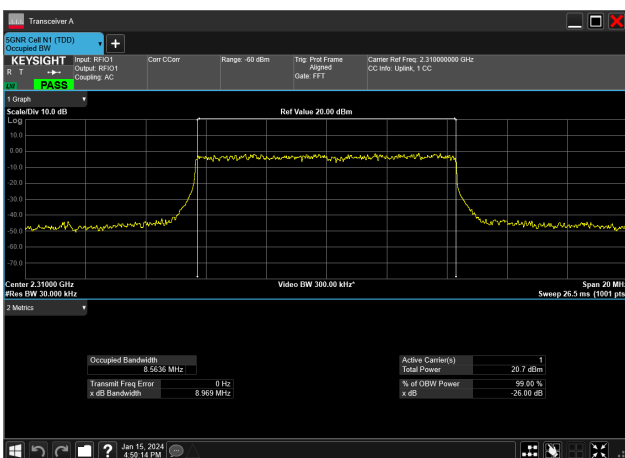 Transceiver A
5GNR Cell N1 (TDD)
Occupied BW
KEYSIGHT
R T
PASS
Input: RFIO1
Output: RFIO1
Coupling: AC
Corr CCorr
Range: -60 dBm
Trig: Prot Frame
Aligned
Gate: FFT
Carrier Ref Freq: 2.310000000 GHz
CC Info: Uplink, 1 CC
1 Graph
Scale/Div 10.0 dB
Ref Value 20.00 dBm
Log
10.0
0.00
-10.0
-20.0
-30.0
-40.0
-50.0
-60.0
-70.0
Center 2.31000 GHz
Video BW 300.00 kHz*
Span 20 MHz
#Res BW 30.000 kHz
Sweep 26.5 ms (1001 pts
2 Metrics
Occupied Bandwidth
8.5636 MHz
Transmit Freq Error 0 Hz
x dB Bandwidth 8.969 MHz
Active Carrier(s) 1
Total Power 20.7 dBm
% of OBW Power 99.00 %
x dB -26.00 dB
?
Jan 15, 2024
4:50:14 PM